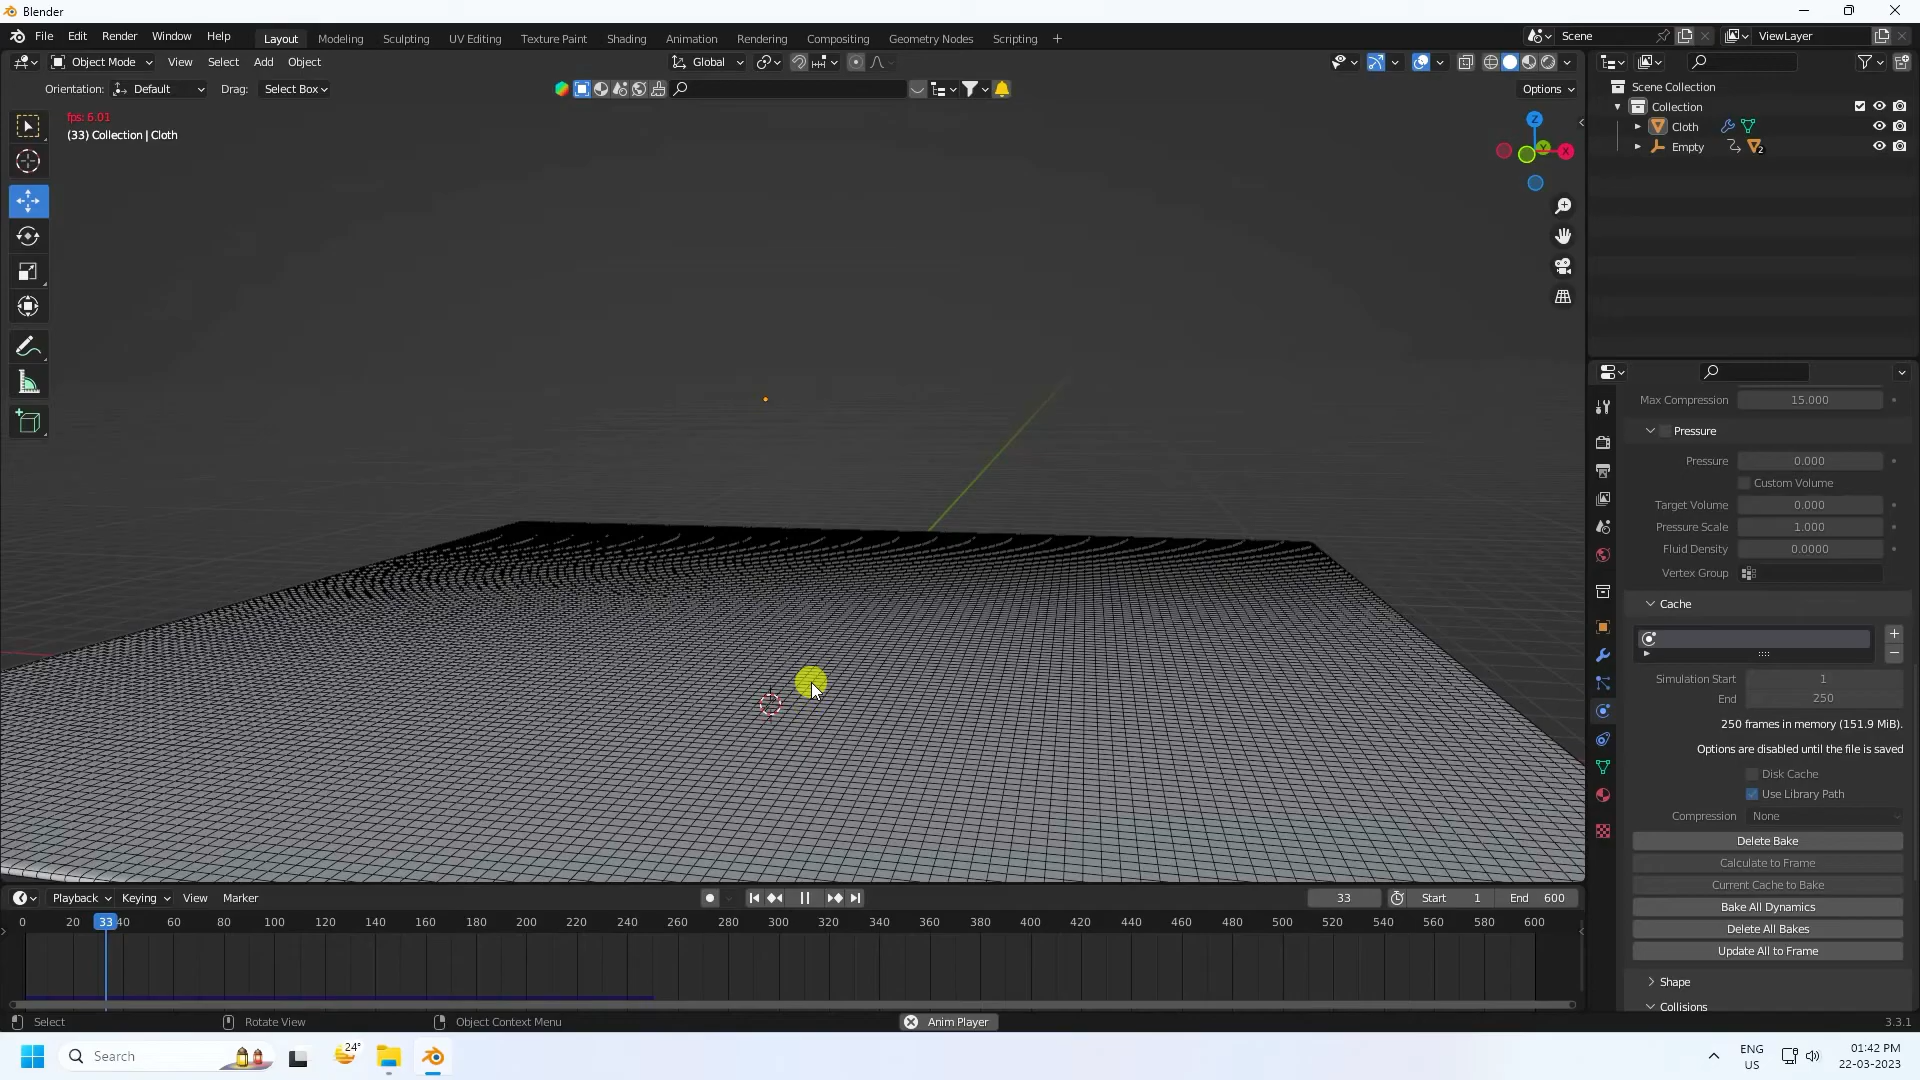 Blender
File Edit Render Window Help Layout Modeling Sculpting UV Editing Texture Paint Shading Animation Rendering Compositing Geometry Nodes Scripting Scene ViewLayer
Object Mode View Select Add Object Global
Orientation: Default Drag: Select Box Options
fps: 6.01
(33) Collection | Cloth
Z
Y
X
Scene Collection
Collection
Cloth
Empty 2
Max Compression 15.000
Pressure
Pressure 0.000
Custom Volume
Target Volume 0.000
Pressure Scale 1.000
Fluid Density 0.0000
Vertex Group
Cache
Simulation Start 1
End 250
250 frames in memory (151.9 MiB).
Options are disabled until the file is saved
Disk Cache
Use Library Path
Compression None
Delete Bake
Calculate to Frame
Current Cache to Bake
Bake All Dynamics
Delete All Bakes
Update All to Frame
Shape
Collisions
Playback Keying View Marker 33 Start 1 End 600
0 20 33 40 60 80 100 120 140 160 180 200 220 240 260 280 300 320 340 360 380 400 420 440 460 480 500 520 540 560 580 600
Select Rotate View Object Context Menu Anim Player 3.3.1
Search 24° ENG US 01:42 PM
22-03-2023